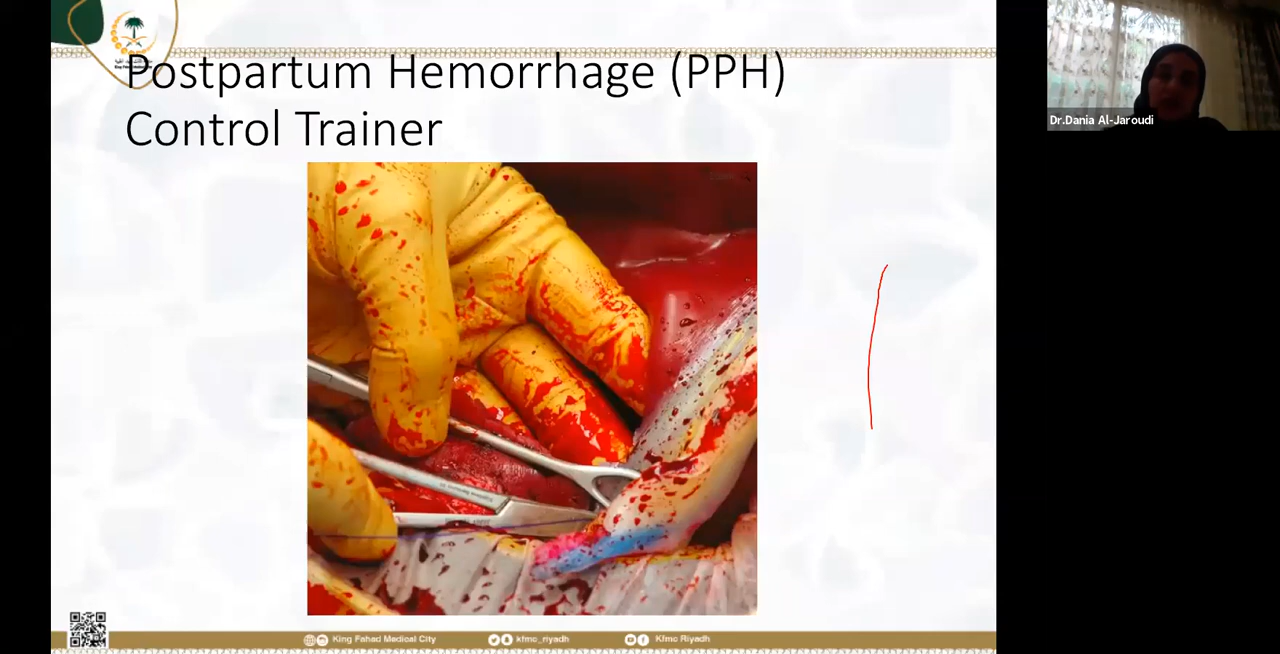 Postpartum Hemorrhage (PPH)
Control Trainer
Dr.Dania Al-Jaroudi
King Fahad Medical City
kfmc_riyadh
Kfmc Riyadh